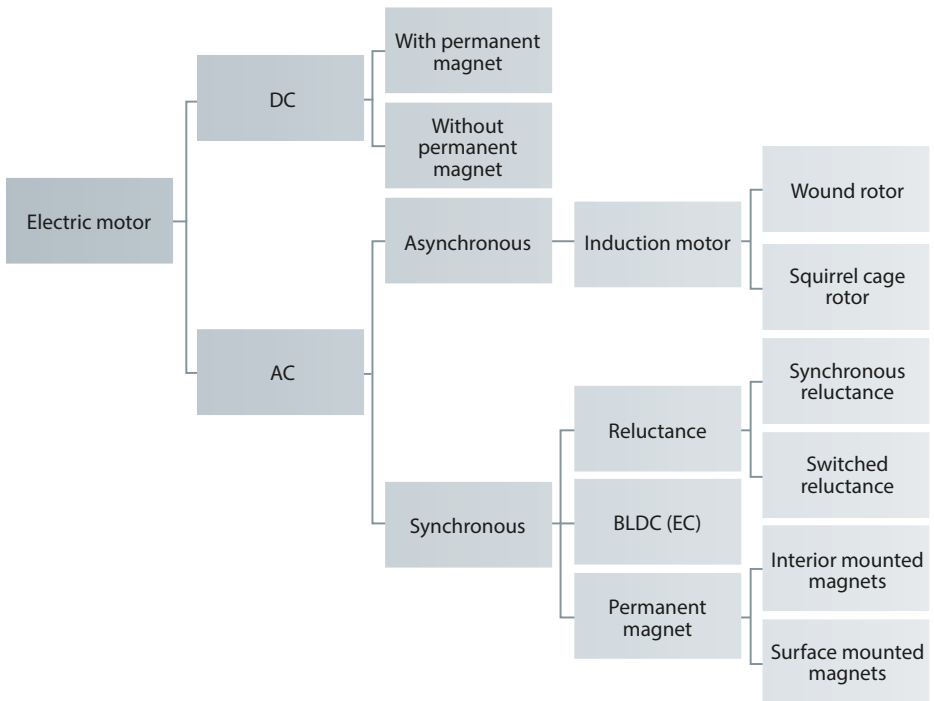 Electric motor
DC
With permanent
magnet
Without
permanent
magnet
AC
Asynchronous
Induction motor
Wound rotor
Squirrel cage
rotor
Synchronous
Reluctance
Synchronous
reluctance
Switched
reluctance
BLDC (EC)
Permanent
magnet
Interior mounted
magnets
Surface mounted
magnets